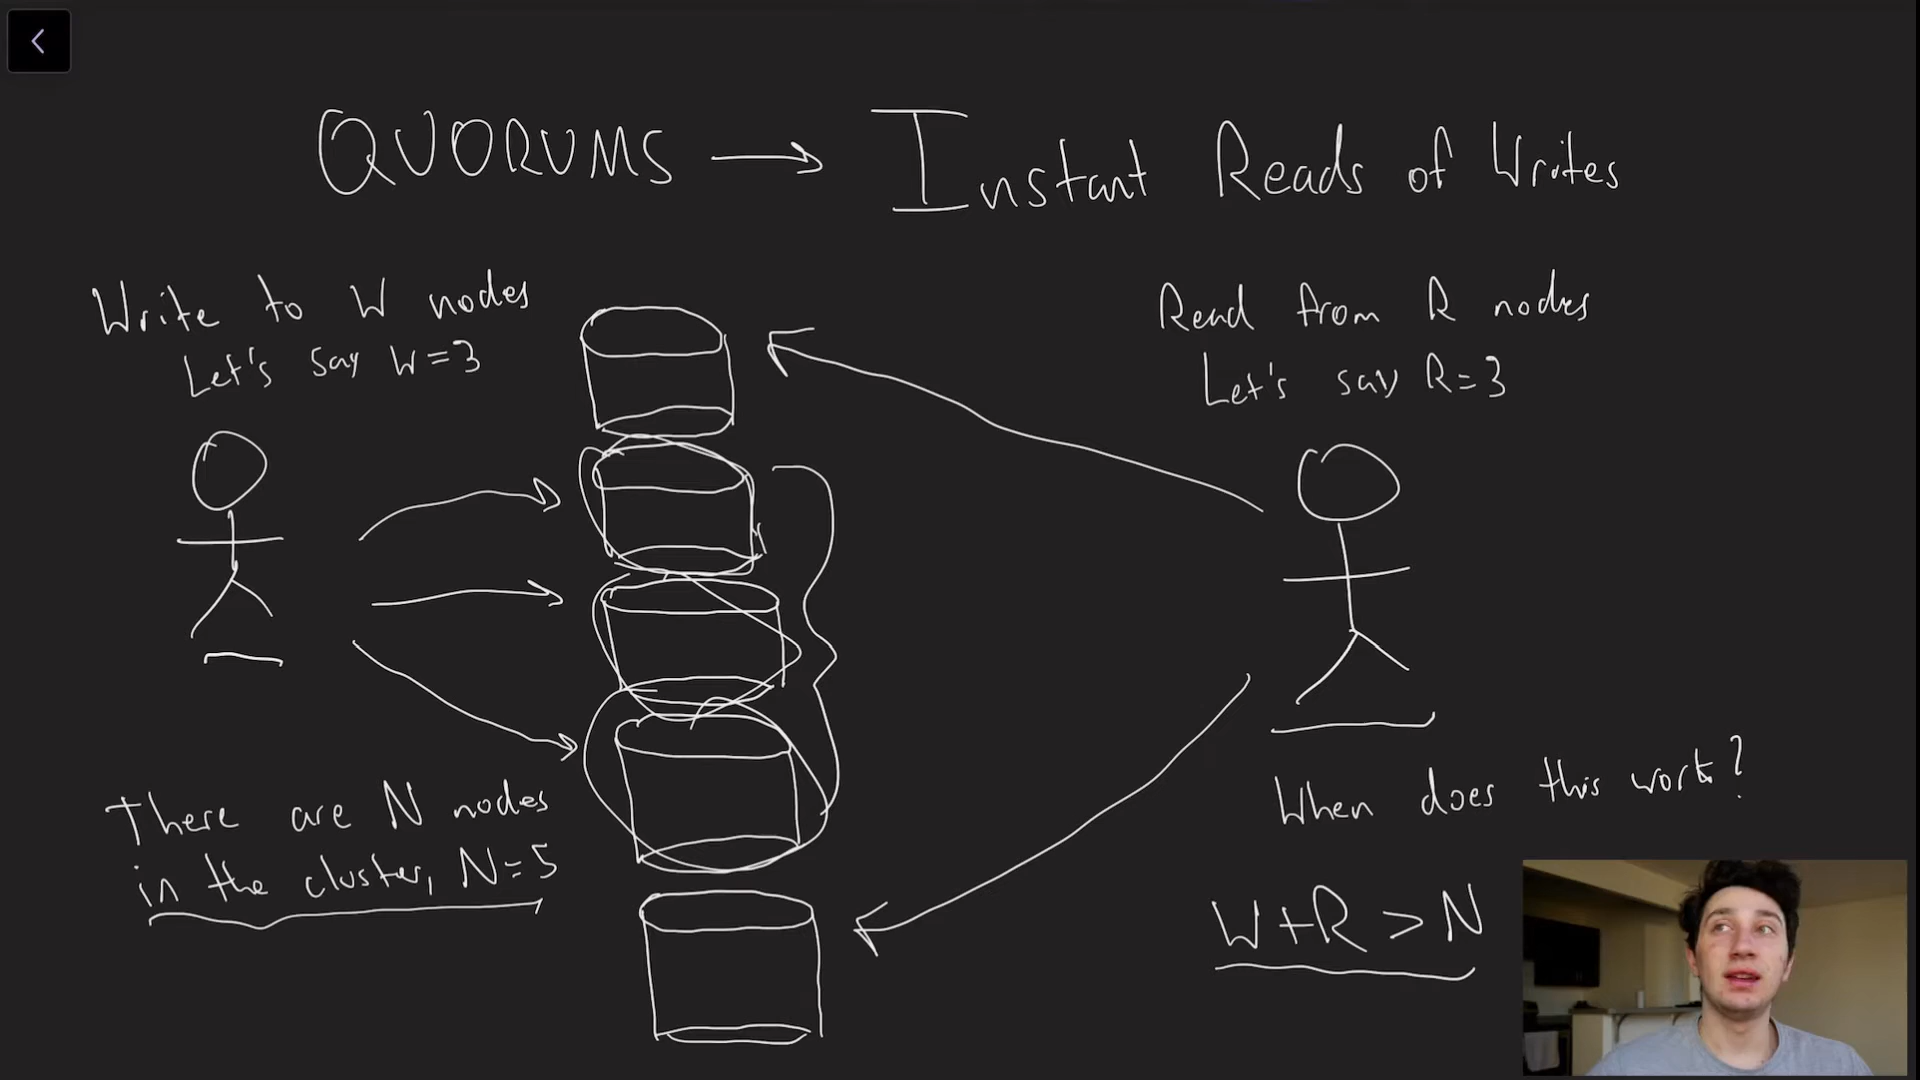 QUORUMS → Instant Reads of Writes
Write to W nodes
Let's say W=3
Read from R nodes
Let's say R=3
There are N nodes
in the cluster, N=5
When does this work?
W+R > N